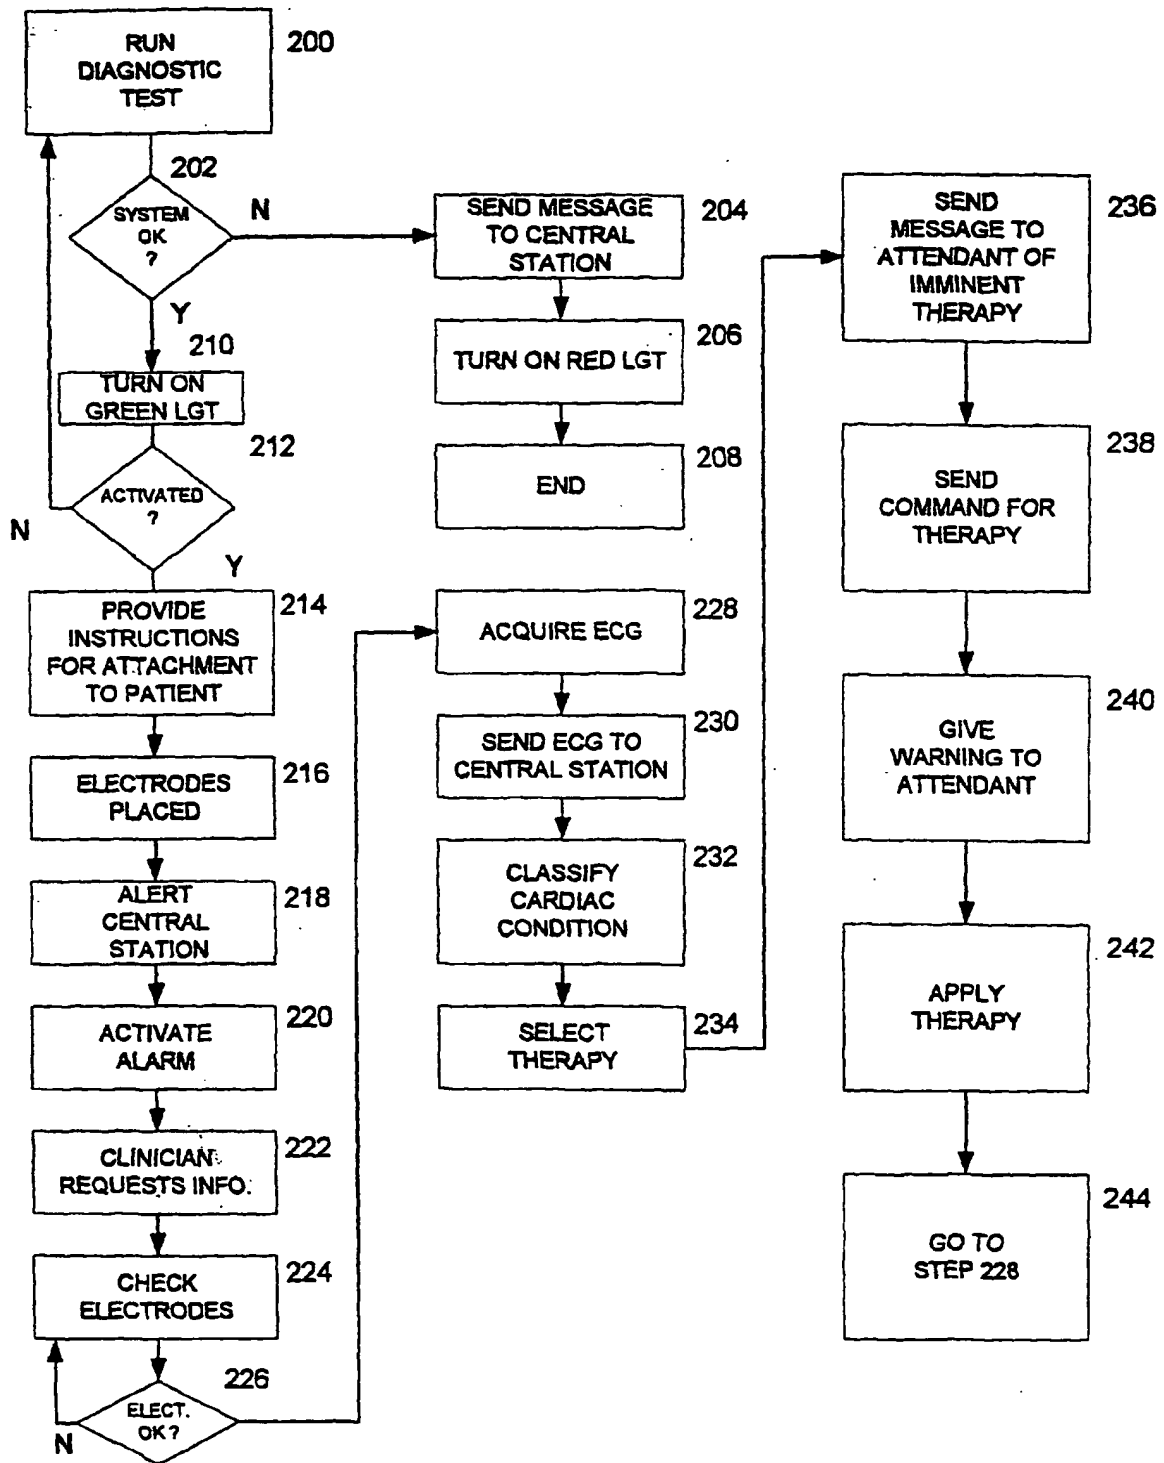 RUN
DIAGNOSTIC
TEST
200
202
SYSTEM
OK
?
N
Y
210
TURN ON
GREEN LGT
212
ACTIVATED
?
N
Y
PROVIDE
INSTRUCTIONS
FOR ATTACHMENT
TO PATIENT
214
ELECTRODES
PLACED
216
ALERT
CENTRAL
STATION
218
ACTIVATE
ALARM
220
CLINICIAN
REQUESTS INFO.
222
CHECK
ELECTRODES
224
226
ELECT.
OK?
N
SEND MESSAGE
TO CENTRAL
STATION
204
TURN ON RED LGT
206
END
208
ACQUIRE ECG
228
SEND ECG TO
CENTRAL STATION
230
CLASSIFY
CARDIAC
CONDITION
232
SELECT
THERAPY
234
SEND
MESSAGE TO
ATTENDANT OF
IMMINENT
THERAPY
236
SEND
COMMAND FOR
THERAPY
238
GIVE
WARNING TO
ATTENDANT
240
APPLY
THERAPY
242
GO TO
STEP 228
244